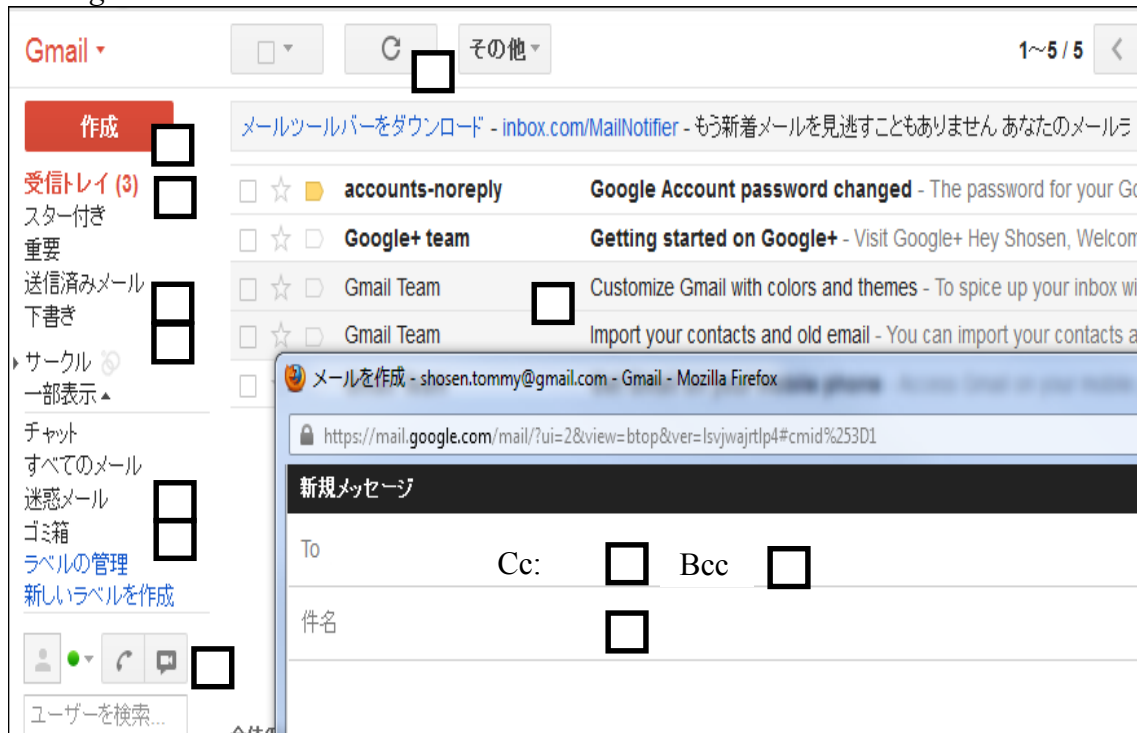 Gmail
その他
1～5 / 5
作成
メールツールバーをダウンロード - inbox.com/MailNotifier - もう新着メールを見逃すこともありません あなたのメールラ
受信トレイ (3)
スター付き
重要
送信済みメール
下書き
サークル
一部表示
チャット
すべてのメール
迷惑メール
ゴミ箱
ラベルの管理
新しいラベルを作成
ユーザーを検索...
accounts-noreply Google Account password changed - The password for your Go
Google+ team Getting started on Google+ - Visit Google+ Hey Shosen, Welcom
Gmail Team Customize Gmail with colors and themes - To spice up your inbox wi
Gmail Team Import your contacts and old email - You can import your contacts a
メールを作成 - shosen.tommy@gmail.com - Gmail - Mozilla Firefox
https://mail.google.com/mail/?ui=2&view=btop&ver=lsvjwajrtlp4#cmid%253D1
新規メッセージ
To
Cc: Bcc
件名